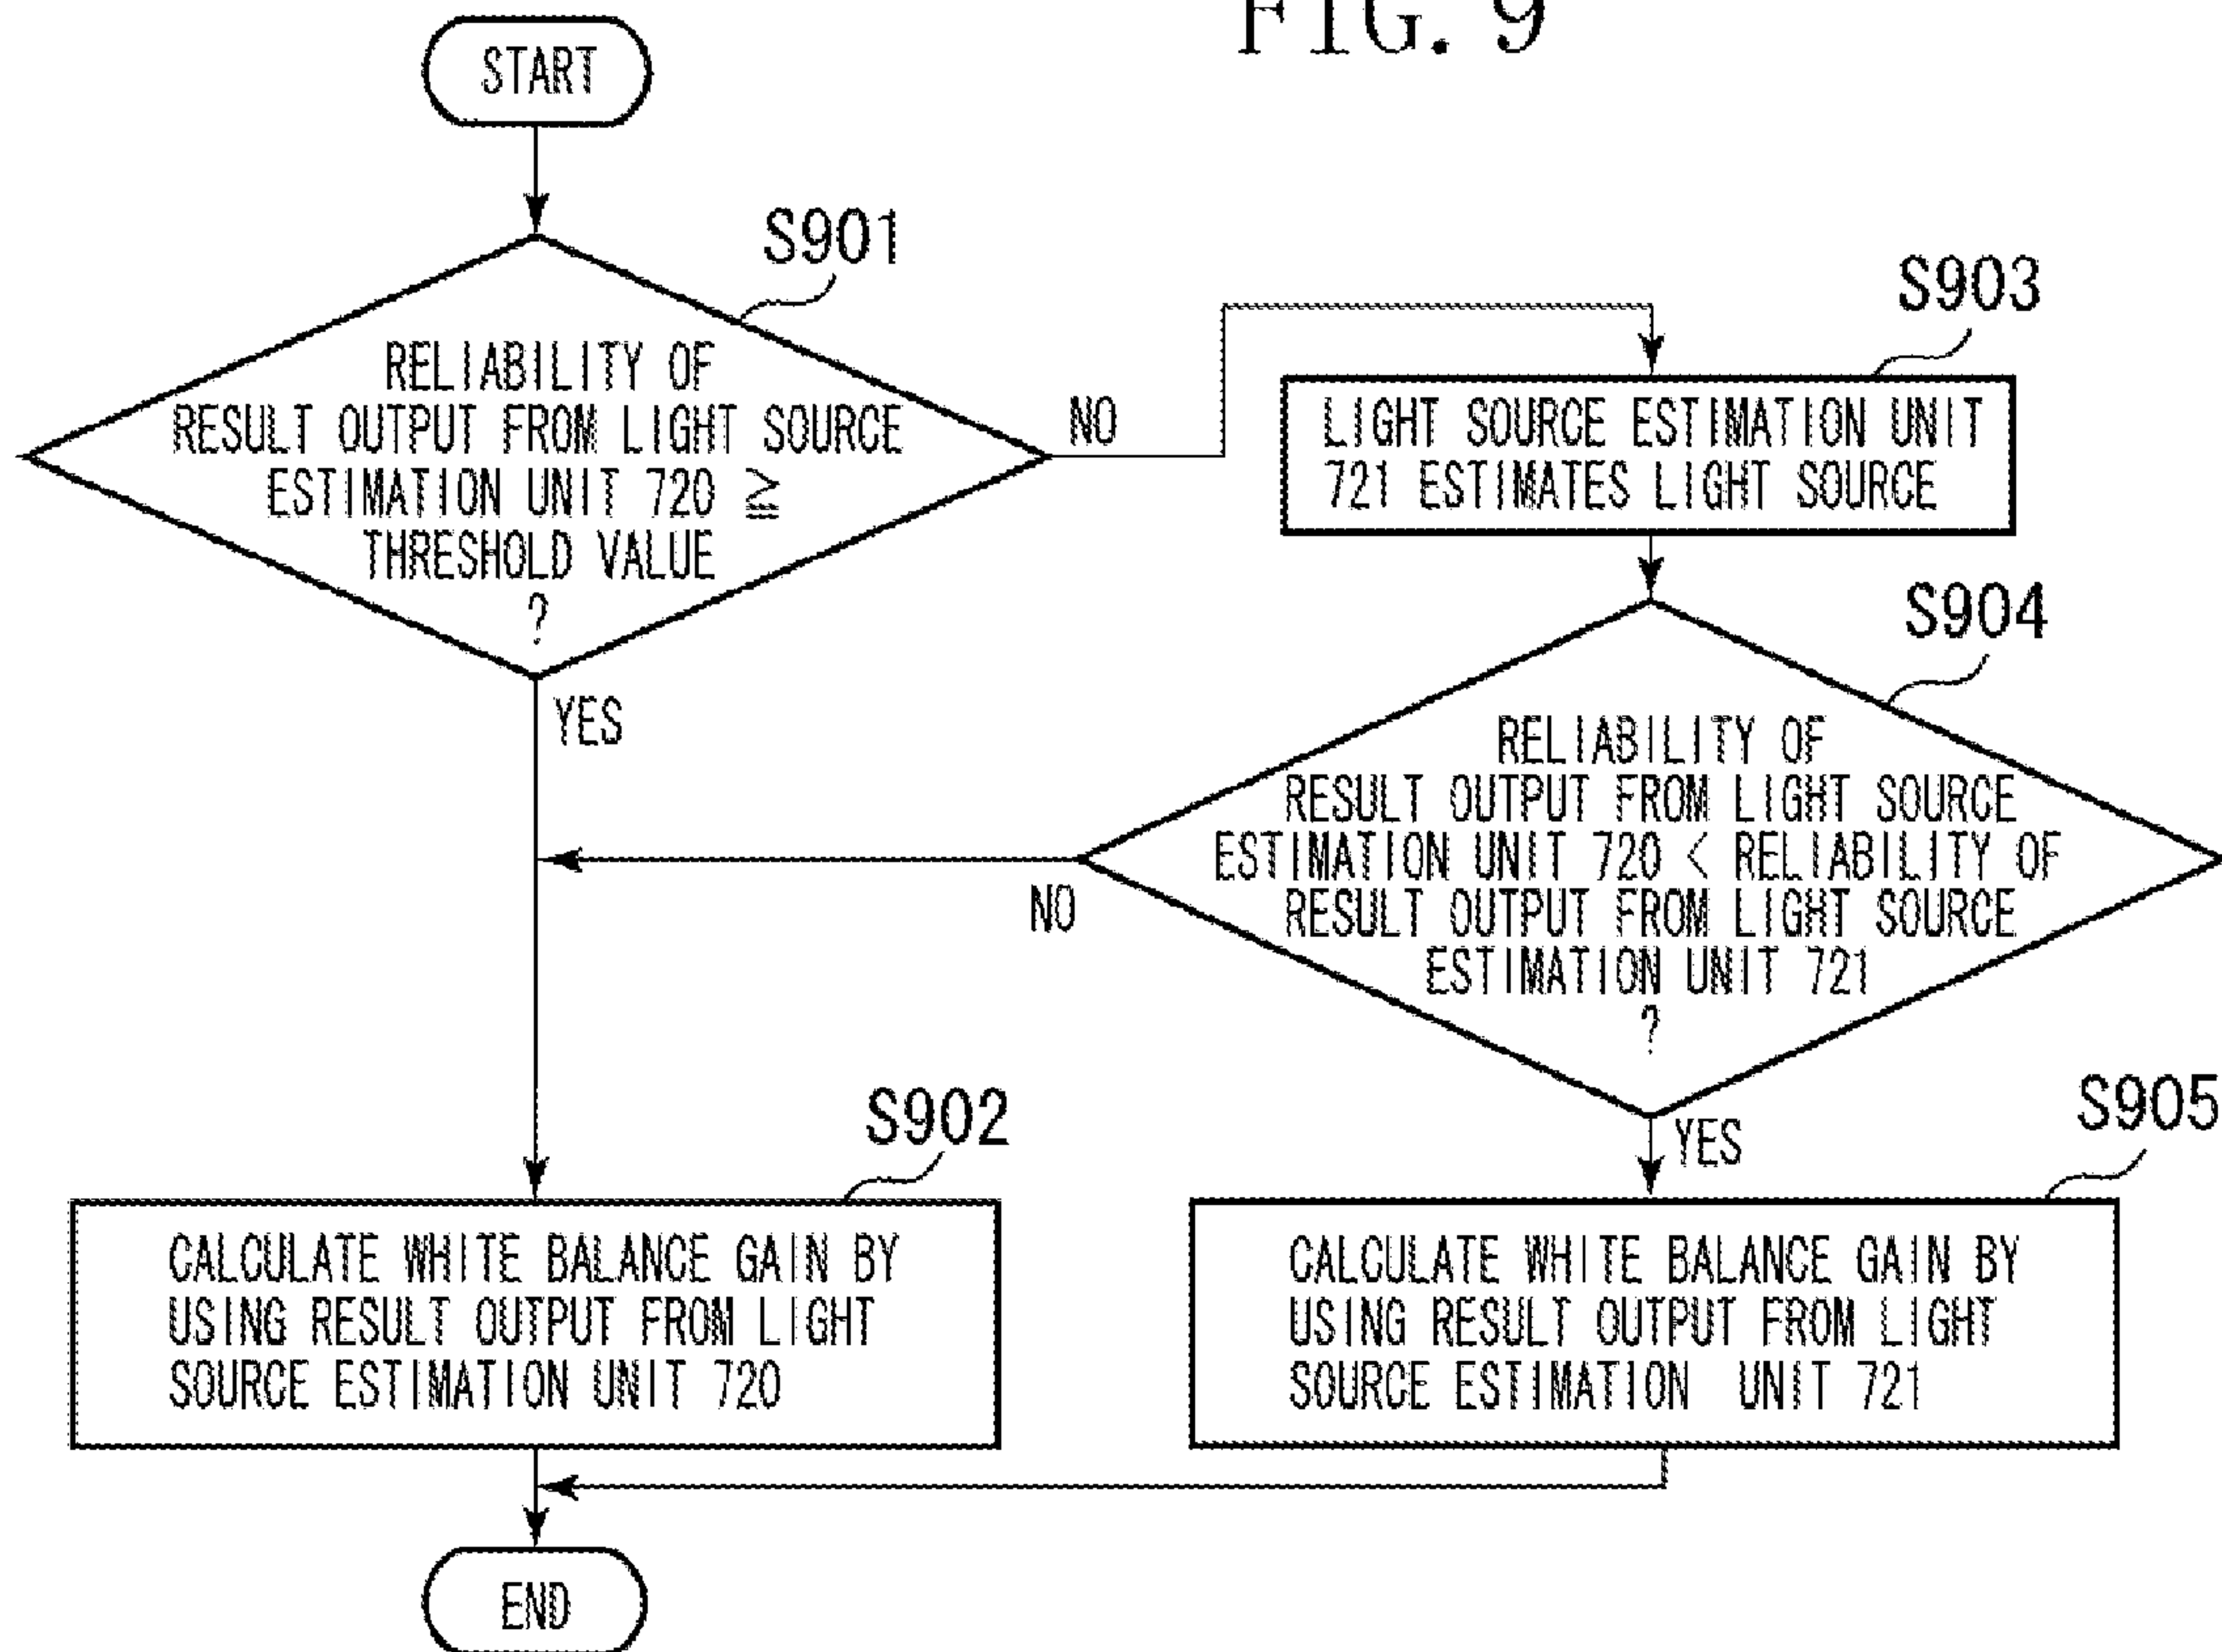 FIG. 9
START
S901
RELIABILITY OF
RESULT OUTPUT FROM LIGHT SOURCE
ESTIMATION UNIT 720 ≧
THRESHOLD VALUE
?
NO
YES
S903
LIGHT SOURCE ESTIMATION UNIT
721 ESTIMATES LIGHT SOURCE
S904
RELIABILITY OF
RESULT OUTPUT FROM LIGHT SOURCE
ESTIMATION UNIT 720 < RELIABILITY OF
RESULT OUTPUT FROM LIGHT SOURCE
ESTIMATION UNIT 721
?
NO
YES
S902
CALCULATE WHITE BALANCE GAIN BY
USING RESULT OUTPUT FROM LIGHT
SOURCE ESTIMATION UNIT 720
S905
CALCULATE WHITE BALANCE GAIN BY
USING RESULT OUTPUT FROM LIGHT
SOURCE ESTIMATION UNIT 721
END